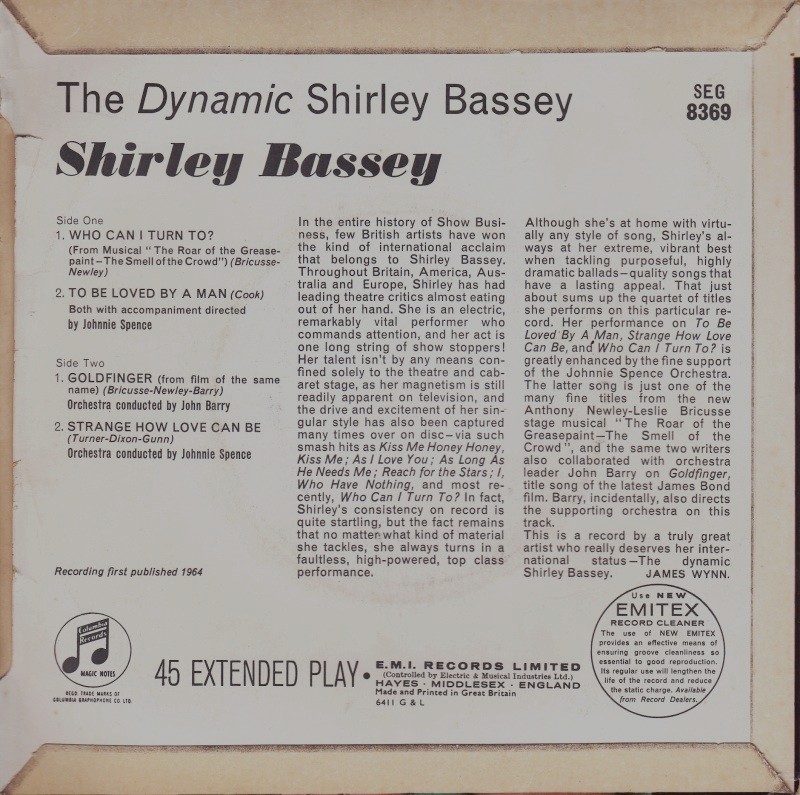 The Dynamic Shirley Bassey
SEG
8369
Shirley Bassey
Side One
1. WHO CAN I TURN TO?
(From Musical "The Roar of the Grease-
paint—The Smell of the Crowd") (Bricusse-
Newley)
2. TO BE LOVED BY A MAN (Cook)
Both with accompaniment directed
by Johnnie Spence
Side Two
1. GOLDFINGER (from film of the same
name) (Bricusse-Newley-Barry)
Orchestra conducted by John Barry
2. STRANGE HOW LOVE CAN BE
(Turner-Dixon-Gunn)
Orchestra conducted by Johnnie Spence
Recording first published 1964
In the entire history of Show Busi-
ness, few British artists have won
the kind of international acclaim
that belongs to Shirley Bassey.
Throughout Britain, America, Aus-
tralia and Europe, Shirley has had
leading theatre critics almost eating
out of her hand. She is an electric,
remarkably vital performer who
commands attention, and her act is
one long string of show stoppers!
Her talent isn't by any means con-
fined solely to the theatre and cab-
aret stage, as her magnetism is still
readily apparent on television, and
the drive and excitement of her sin-
gular style has also been captured
many times over on disc—via such
smash hits as Kiss Me Honey Honey,
Kiss Me; As I Love You; As Long As
He Needs Me; Reach for the Stars; I,
Who Have Nothing, and most re-
cently, Who Can I Turn To? In fact,
Shirley's consistency on record is
quite startling, but the fact remains
that no matter what kind of material
she tackles, she always turns in a
faultless, high-powered, top class
performance.
Although she's at home with virtu-
ally any style of song, Shirley's al-
ways at her extreme, vibrant best
when tackling purposeful, highly
dramatic ballads—quality songs that
have a lasting appeal. That just
about sums up the quartet of titles
she performs on this particular re-
cord. Her performance on To Be
Loved By A Man, Strange How Love
Can Be, and Who Can I Turn To? is
greatly enhanced by the fine support
of the Johnnie Spence Orchestra.
The latter song is just one of the
many fine titles from the new
Anthony Newley-Leslie Bricusse
stage musical "The Roar of the
Greasepaint—The Smell of the
Crowd", and the same two writers
also collaborated with orchestra
leader John Barry on Goldfinger,
title song of the latest James Bond
film. Barry, incidentally, also directs
the supporting orchestra on this
track.
This is a record by a truly great
artist who really deserves her inter-
national status—The dynamic
Shirley Bassey. JAMES WYNN.
Columbia
Records
MAGIC NOTES
REGD TRADE MARKS OF
COLUMBIA GRAPHOPHONE CO. LTD.
45 EXTENDED PLAY •
E.M.I. RECORDS LIMITED
(Controlled by Electric & Musical Industries Ltd.)
HAYES · MIDDLESEX · ENGLAND
Made and Printed in Great Britain
6411 G & L
Use NEW
EMITEX
RECORD CLEANER
The use of NEW EMITEX
provides an effective means of
ensuring groove cleanliness so
essential to good reproduction.
Its regular use will lengthen the
life of the record and reduce
the static charge. Available
from Record Dealers.